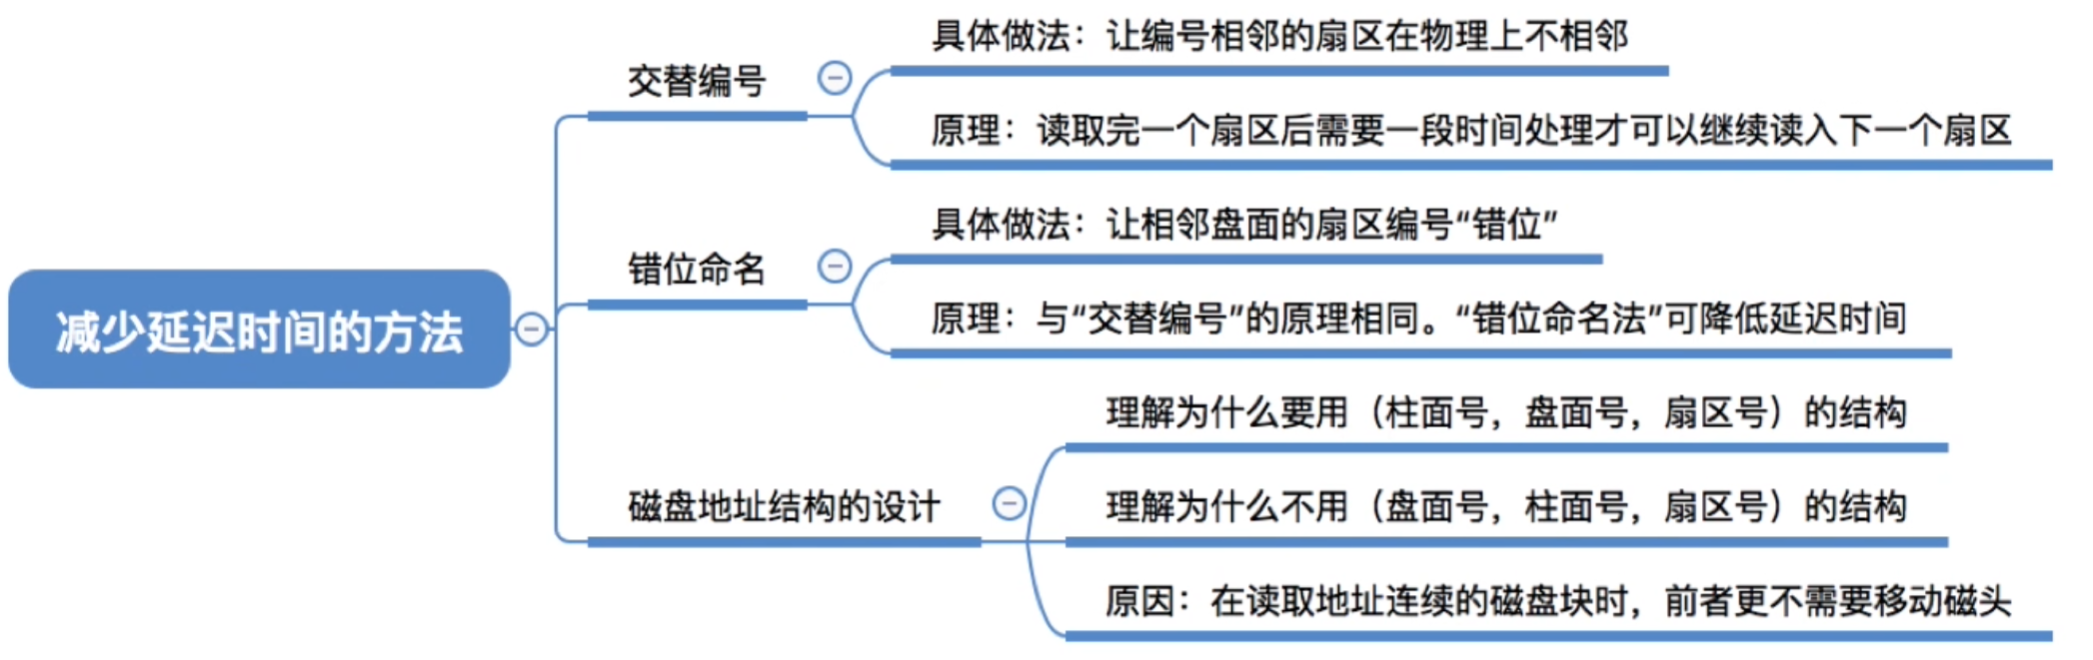 减少延迟时间的方法
交替编号
具体做法：让编号相邻的扇区在物理上不相邻
原理：读取完一个扇区后需要一段时间处理才可以继续读入下一个扇区
错位命名
具体做法：让相邻盘面的扇区编号“错位”
原理：与“交替编号”的原理相同。“错位命名法”可降低延迟时间
磁盘地址结构的设计
理解为什么要用（柱面号，盘面号，扇区号）的结构
理解为什么不用（盘面号，柱面号，扇区号）的结构
原因：在读取地址连续的磁盘块时，前者更不需要移动磁头